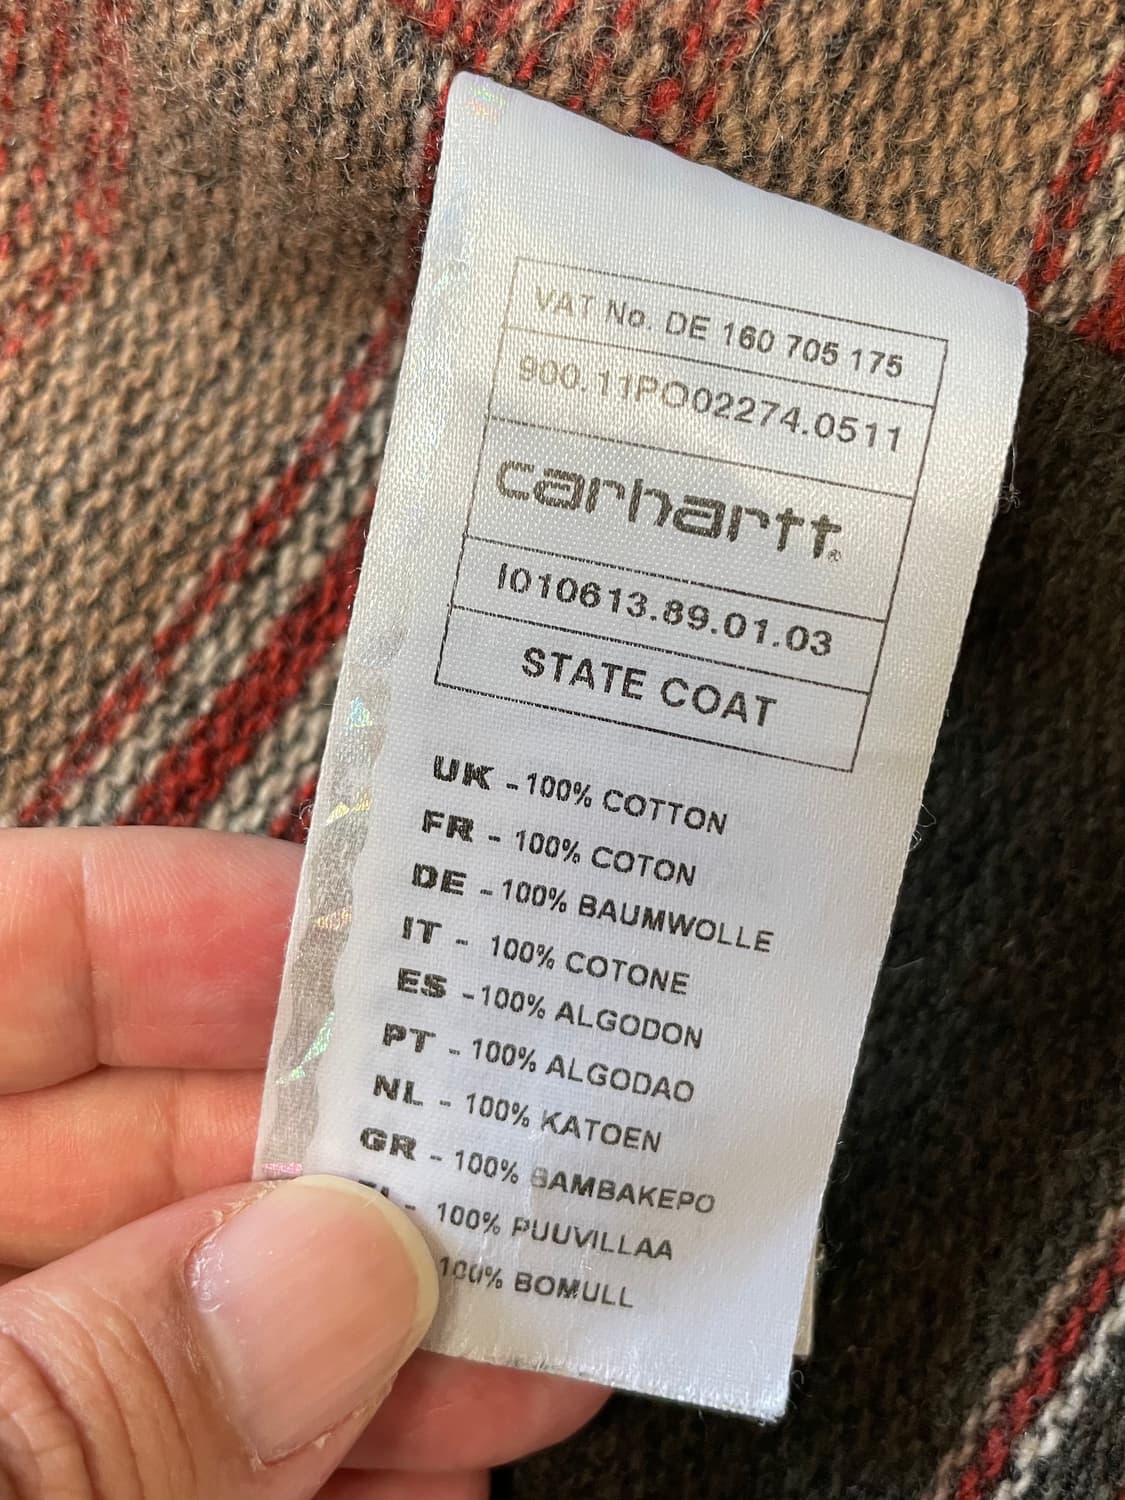 VAT No. DE 160 705 175
900.11PO02274.0511
carhartt®
I010613.89.01.03
STATE COAT
UK - 100% COTTON
FR - 100% COTON
DE - 100% BAUMWOLLE
IT - 100% COTONE
ES - 100% ALGODON
PT - 100% ALGODAO
NL - 100% KATOEN
GR - 100% BAMBAKEPO
- 100% PUUVILLAA
100% BOMULL